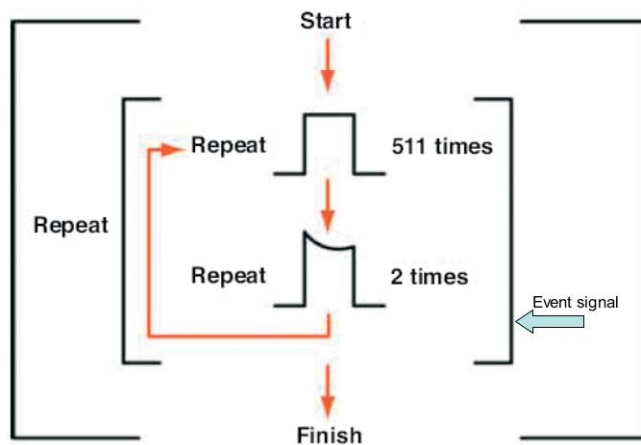 Start
Repeat 511 times
Repeat
Repeat 2 times
Event signal
Finish